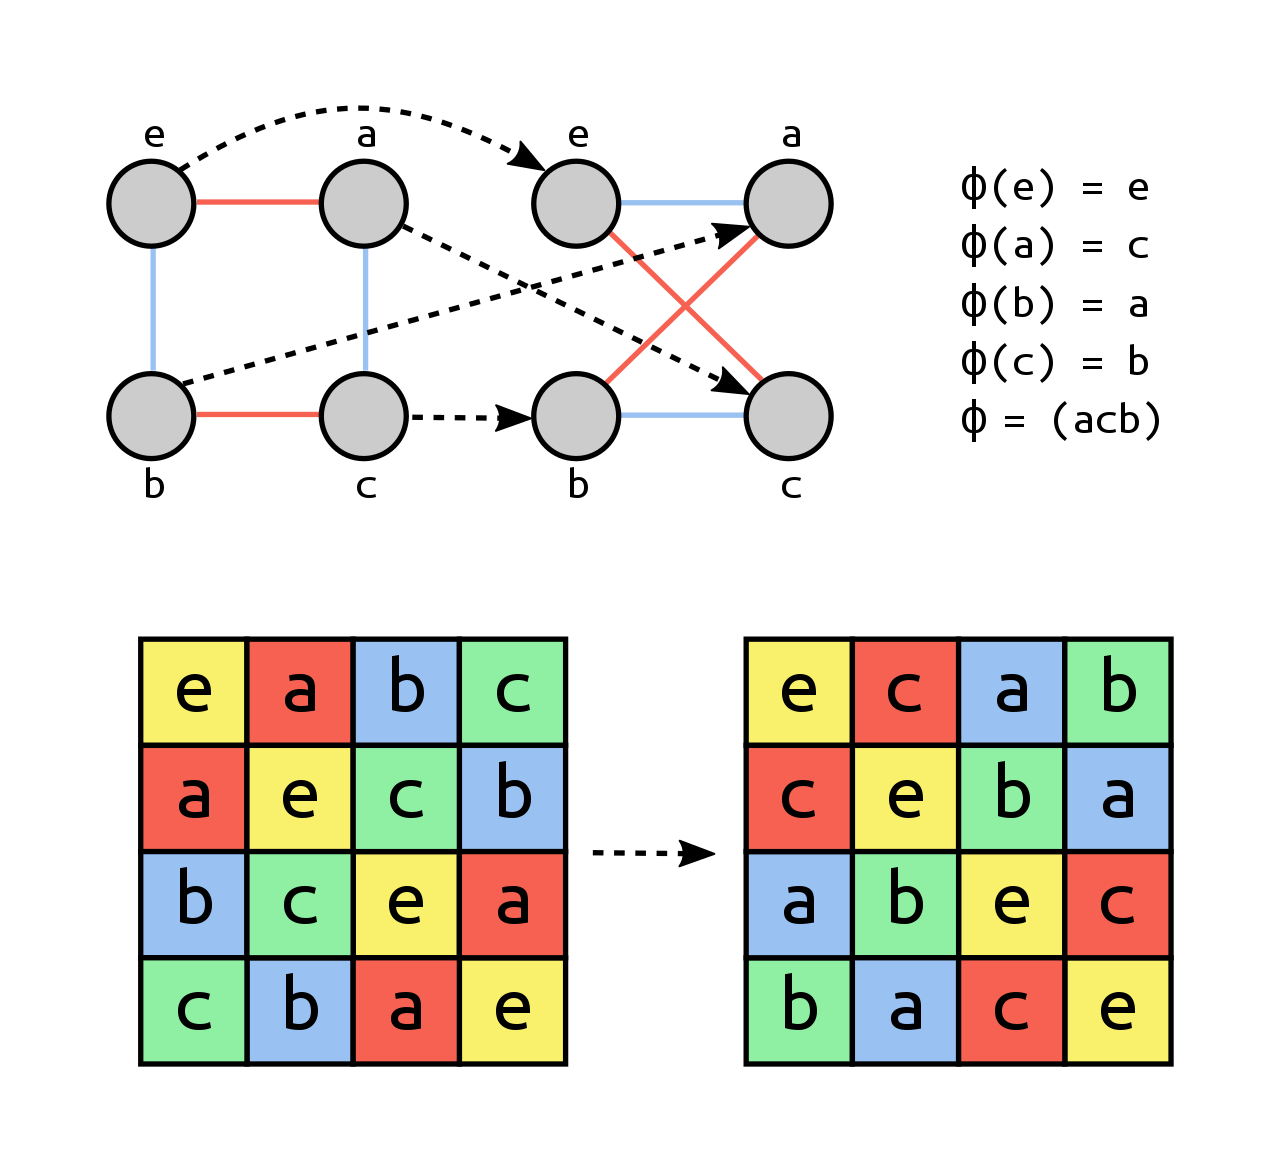 e a e a
b c b c
ϕ(e) = e
ϕ(a) = c
ϕ(b) = a
ϕ(c) = b
ϕ = (acb)
e a b c
a e c b
b c e a
c b a e
e c a b
c e b a
a b e c
b a c e